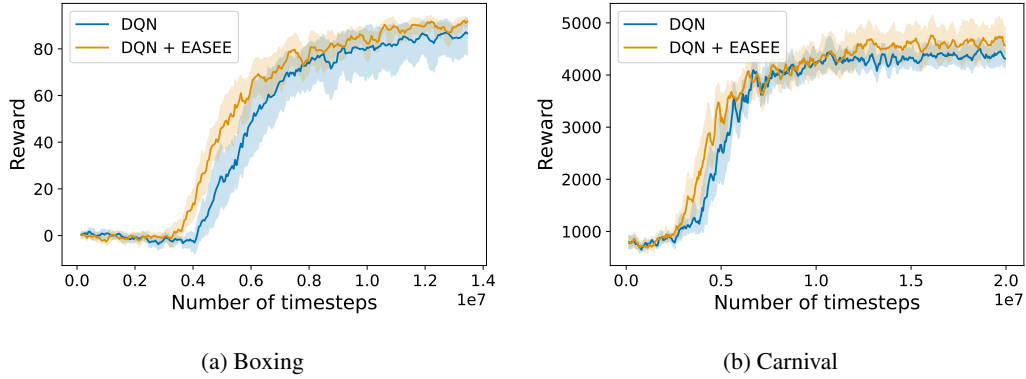 DQN
DQN + EASEE
80
60
40
20
0
Reward
0.0 0.2 0.4 0.6 0.8 1.0 1.2 1.4
1e7
Number of timesteps
(a) Boxing
DQN
DQN + EASEE
5000
4000
3000
2000
1000
Reward
0.0 0.5 1.0 1.5 2.0
1e7
Number of timesteps
(b) Carnival